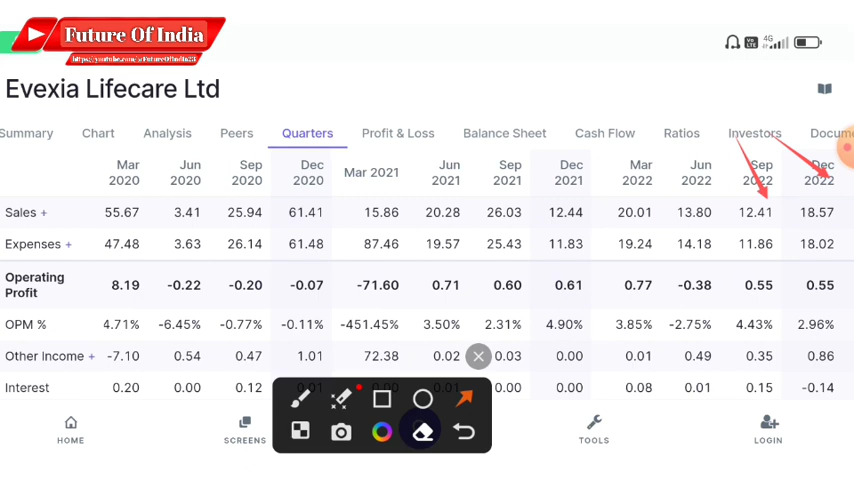 Future Of India
Evexia Lifecare Ltd
Summary Chart Analysis Peers Quarters Profit & Loss Balance Sheet Cash Flow Ratios Investors Docum
Mar 2020 Jun 2020 Sep 2020 Dec 2020 Mar 2021 Jun 2021 Sep 2021 Dec 2021 Mar 2022 Jun 2022 Sep 2022 Dec 2022
Sales + 55.67 3.41 25.94 61.41 15.86 20.28 26.03 12.44 20.01 13.80 12.41 18.57
Expenses + 47.48 3.63 26.14 61.48 87.46 19.57 25.43 11.83 19.24 14.18 11.86 18.02
Operating Profit 8.19 -0.22 -0.20 -0.07 -71.60 0.71 0.60 0.61 0.77 -0.38 0.55 0.55
OPM % 4.71% -6.45% -0.77% -0.11% -451.45% 3.50% 2.31% 4.90% 3.85% -2.75% 4.43% 2.96%
Other Income + -7.10 0.54 0.47 1.01 72.38 0.02 0.03 0.00 0.01 0.49 0.35 0.86
Interest 0.20 0.00 0.12 0.01 0.00 0.01 0.00 0.00 0.08 0.01 0.15 -0.14
HOME SCREENS TOOLS LOGIN